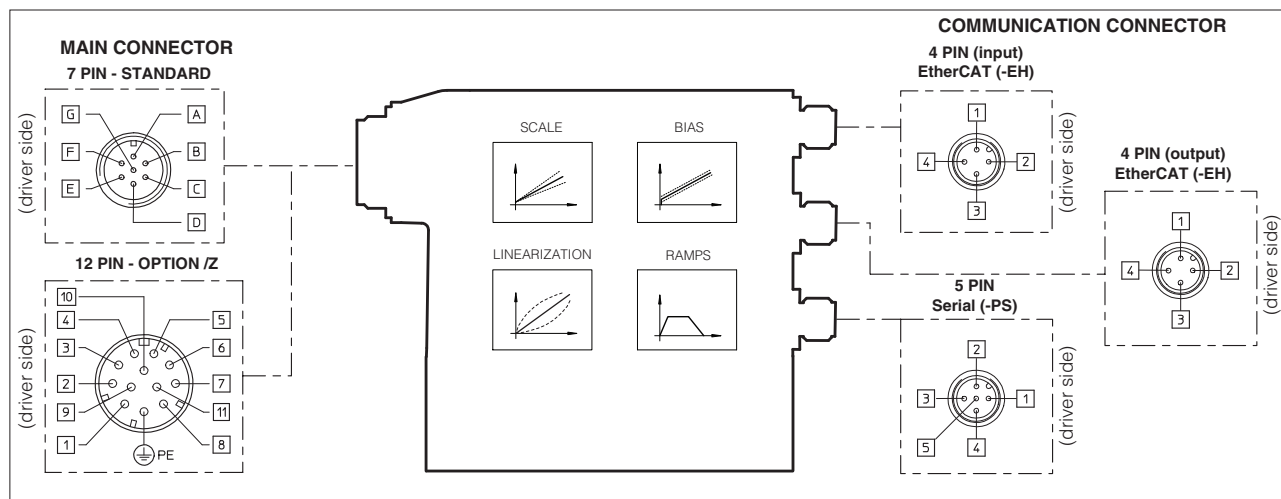 MAIN CONNECTOR
7 PIN - STANDARD
(driver side)
G
A
F
B
E
C
D
12 PIN - OPTION /Z
(driver side)
10
4
5
3
6
2
7
9
11
1
8
PE
SCALE
BIAS
LINEARIZATION
RAMPS
COMMUNICATION CONNECTOR
4 PIN (input)
EtherCAT (-EH)
1
4
2
3
(driver side)
4 PIN (output)
EtherCAT (-EH)
1
4
2
3
(driver side)
5 PIN
Serial (-PS)
2
3
1
5
4
(driver side)